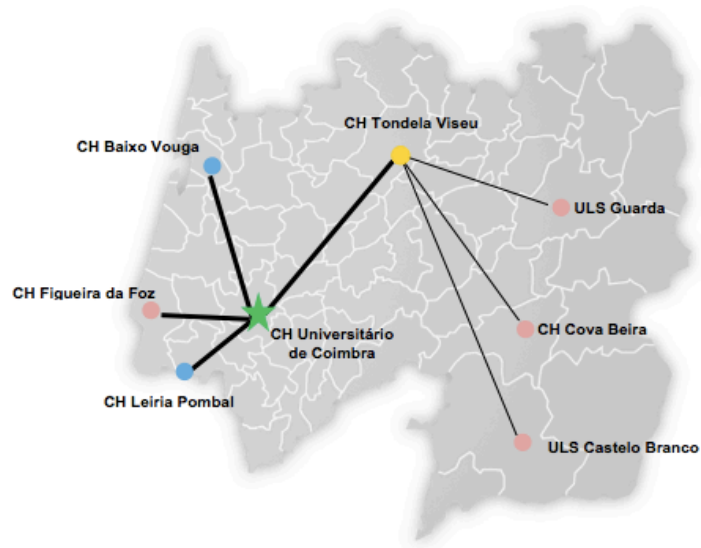 CH Tondela Viseu
CH Baixo Vouga
ULS Guarda
CH Figueira da Foz
CH Universitário
de Coimbra
CH Cova Beira
CH Leiria Pombal
ULS Castelo Branco